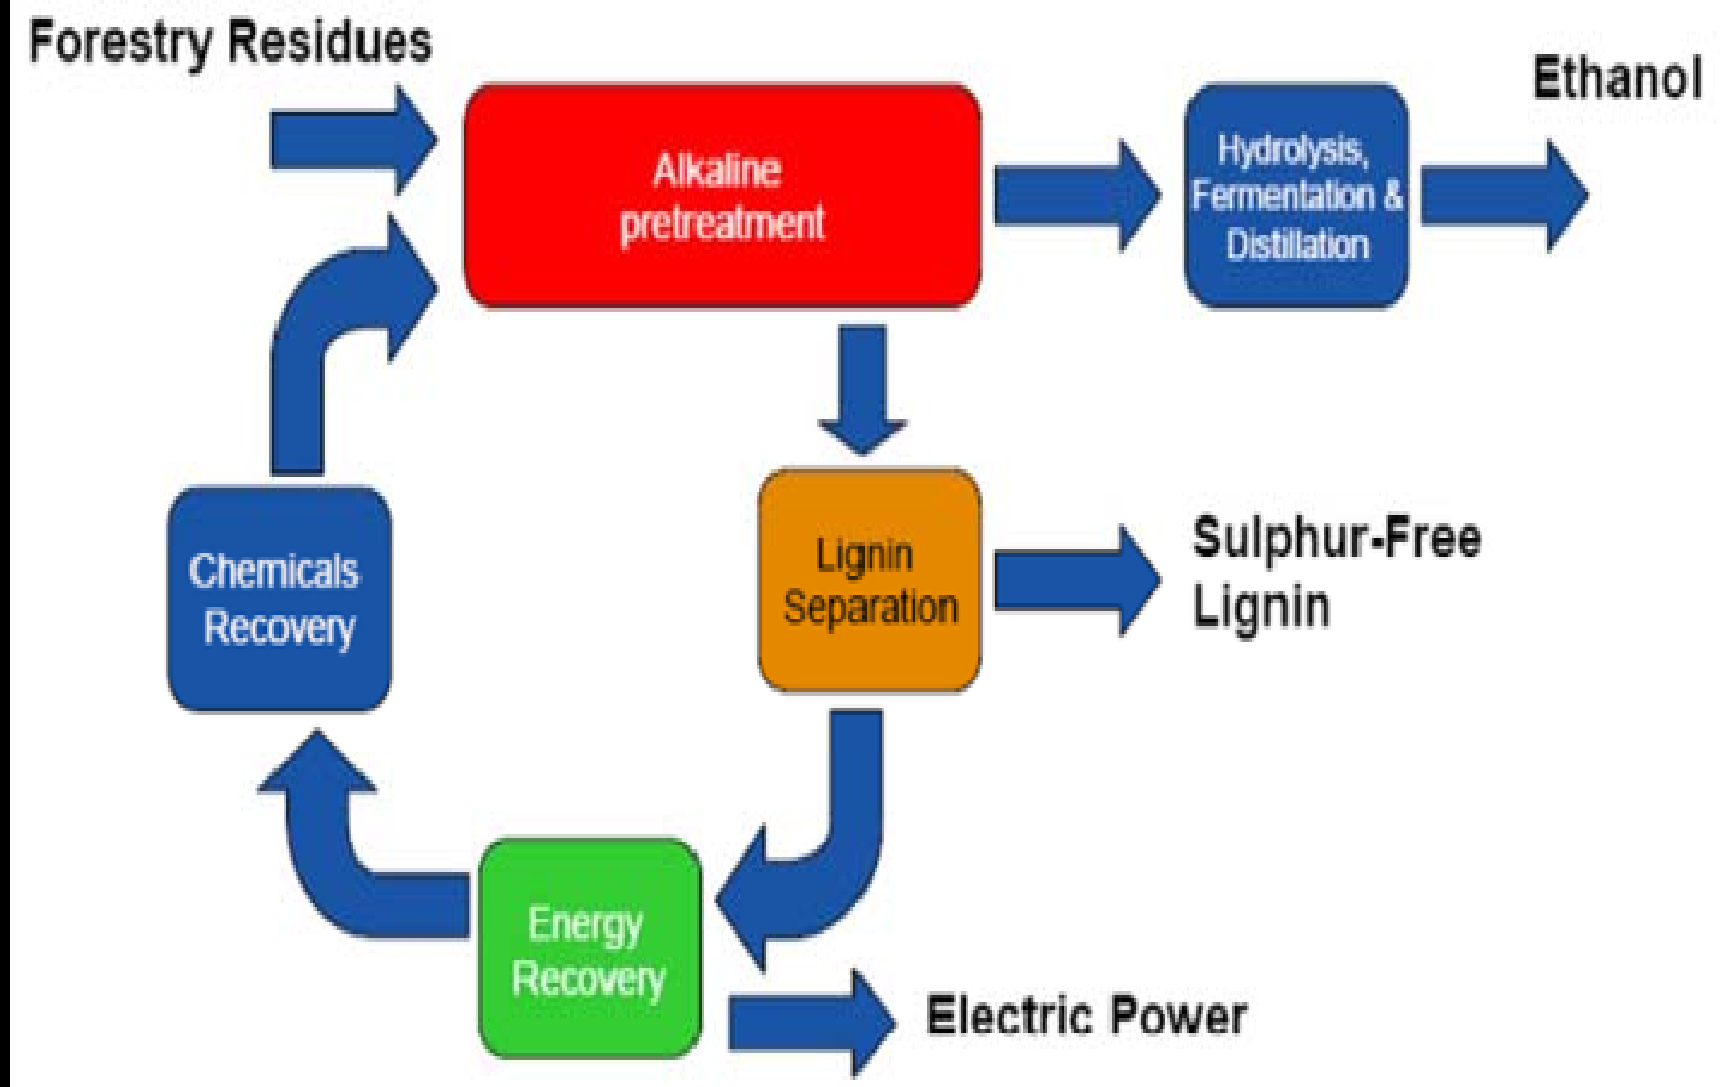 Forestry Residues
Ethanol
Alkaline
pretreatment
Hydrolysis,
Fermentation &
Distillation
Lignin
Separation
Sulphur-Free
Lignin
Chemicals
Recovery
Energy
Recovery
Electric Power